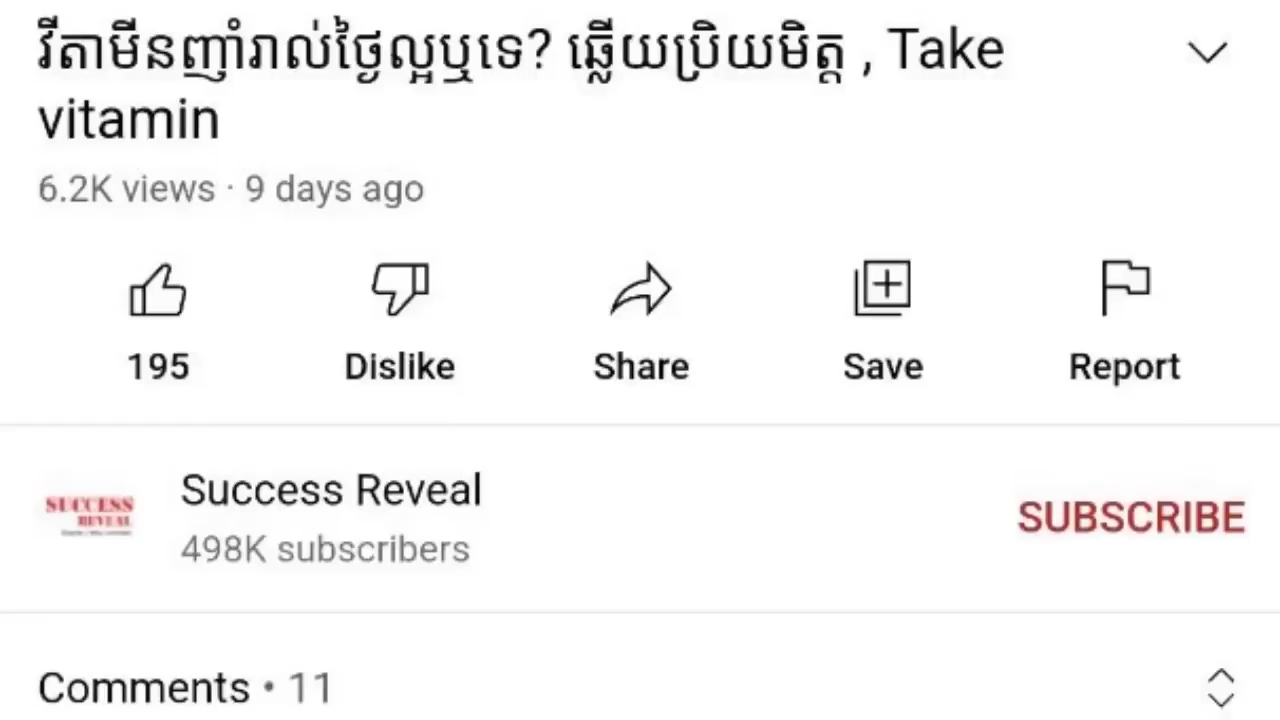 វីតាមីនញ៉ាំរាល់ថ្ងៃល្អឬទេ? ឆ្លើយប្រិយមិត្ត , Take
vitamin
6.2K views · 9 days ago
195
Dislike
Share
Save
Report
SUCCESS
REVEAL
Success Reveal
498K subscribers
SUBSCRIBE
Comments • 11